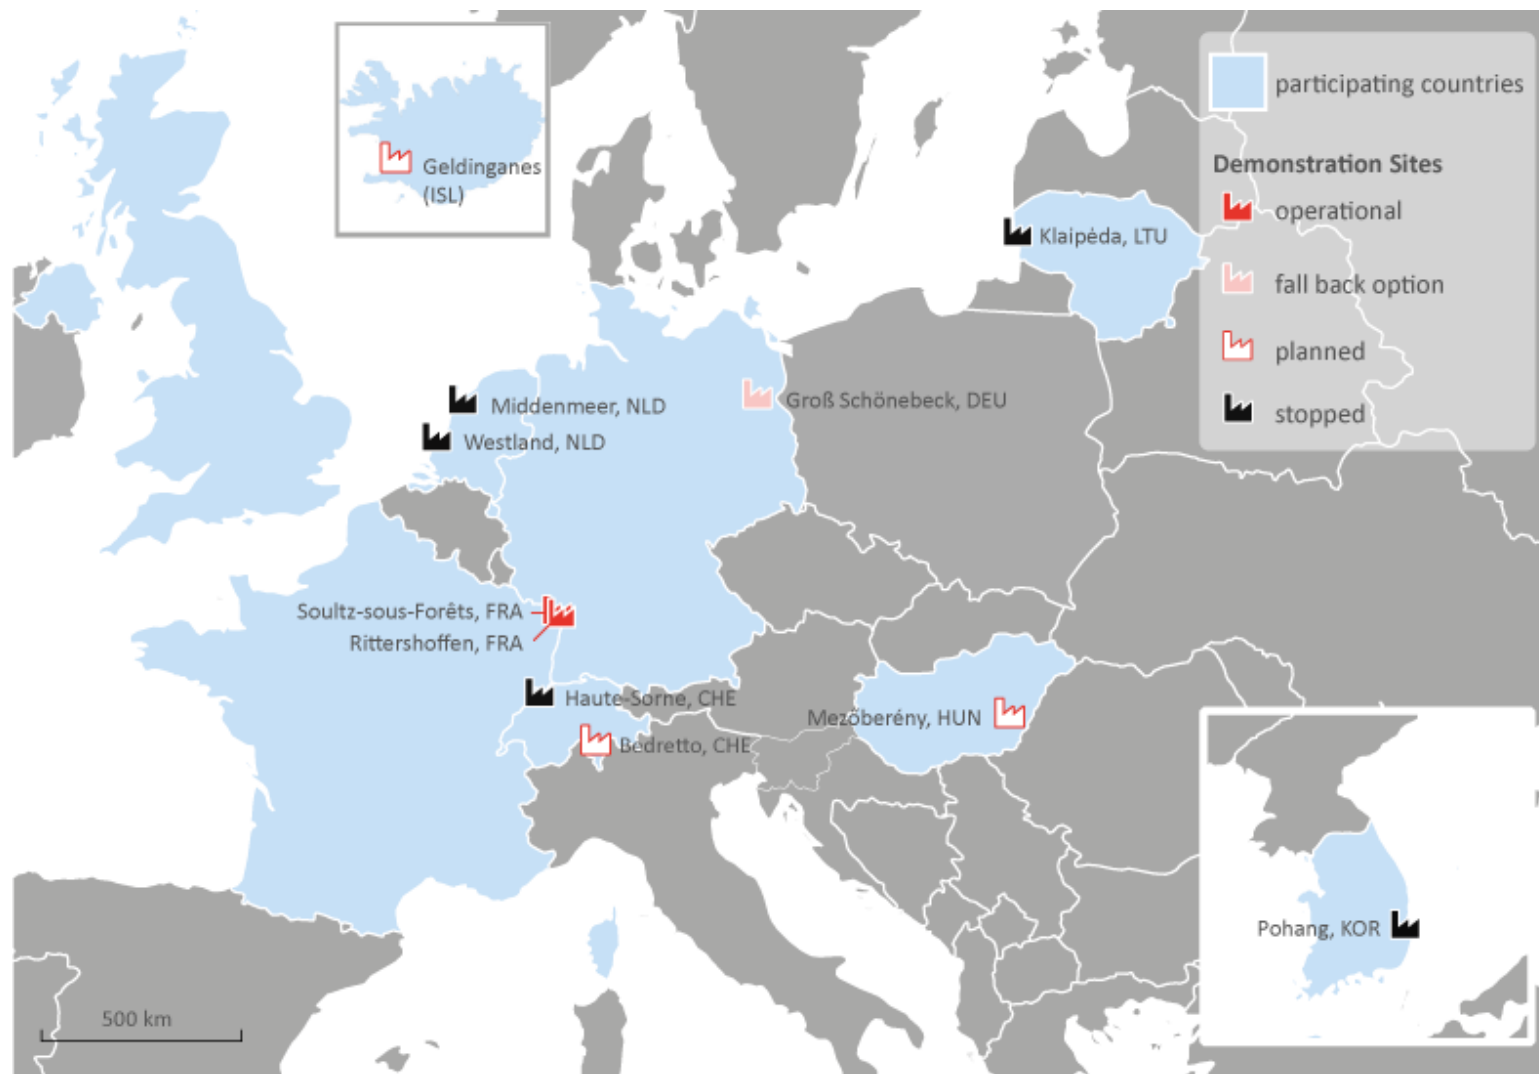 Geldinganes
(ISL)
participating countries
Demonstration Sites
operational
fall back option
planned
stopped
Klaipėda, LTU
Middenmeer, NLD
Westland, NLD
Groß Schönebeck, DEU
Soultz-sous-Forêts, FRA
Rittershoffen, FRA
Haute-Sorne, CHE
Bedretto, CHE
Mezőberény, HUN
Pohang, KOR
500 km